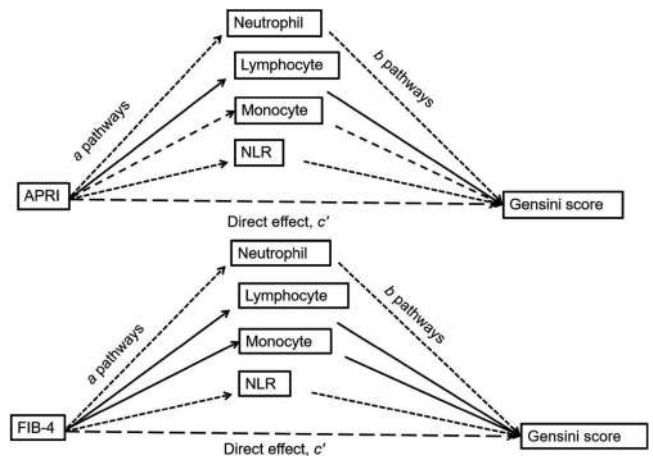 Neutrophil
Lymphocyte
a pathways
b pathways
Monocyte
NLR
APRI
Gensini score
Direct effect, c'
Neutrophil
Lymphocyte
a pathways
b pathways
Monocyte
NLR
FIB-4
Gensini score
Direct effect, c'